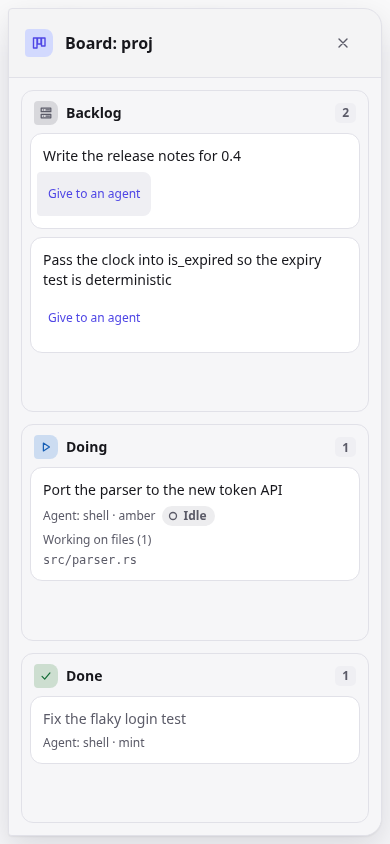 Board: proj
Backlog
2
Write the release notes for 0.4
Give to an agent
Pass the clock into is_expired so the expiry
test is deterministic
Give to an agent
Doing
1
Port the parser to the new token API
Agent: shell · amber
Idle
Working on files (1)
src/parser.rs
Done
1
Fix the flaky login test
Agent: shell · mint